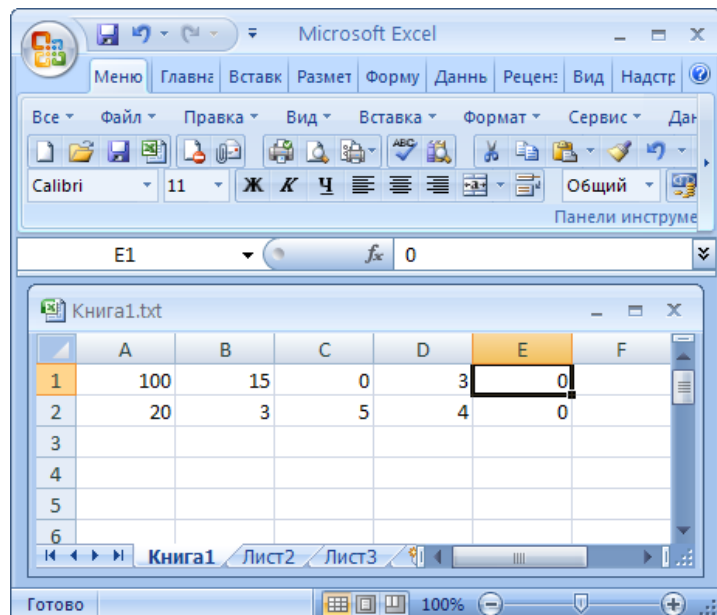 Microsoft Excel
Меню Главна Вставк Размет Форму Даннь Реценз Вид Надстр
Все Файл Правка Вид Вставка Формат Сервис Дан
ABC
Calibri 11 Ж К Ч a Общий
Панели инструме
E1 fx 0
Книга1.txt
A B C D E F
1 100 15 0 3 0
2 20 3 5 4 0
3
4
5
6
Книга1 Лист2 Лист3
Готово 100%